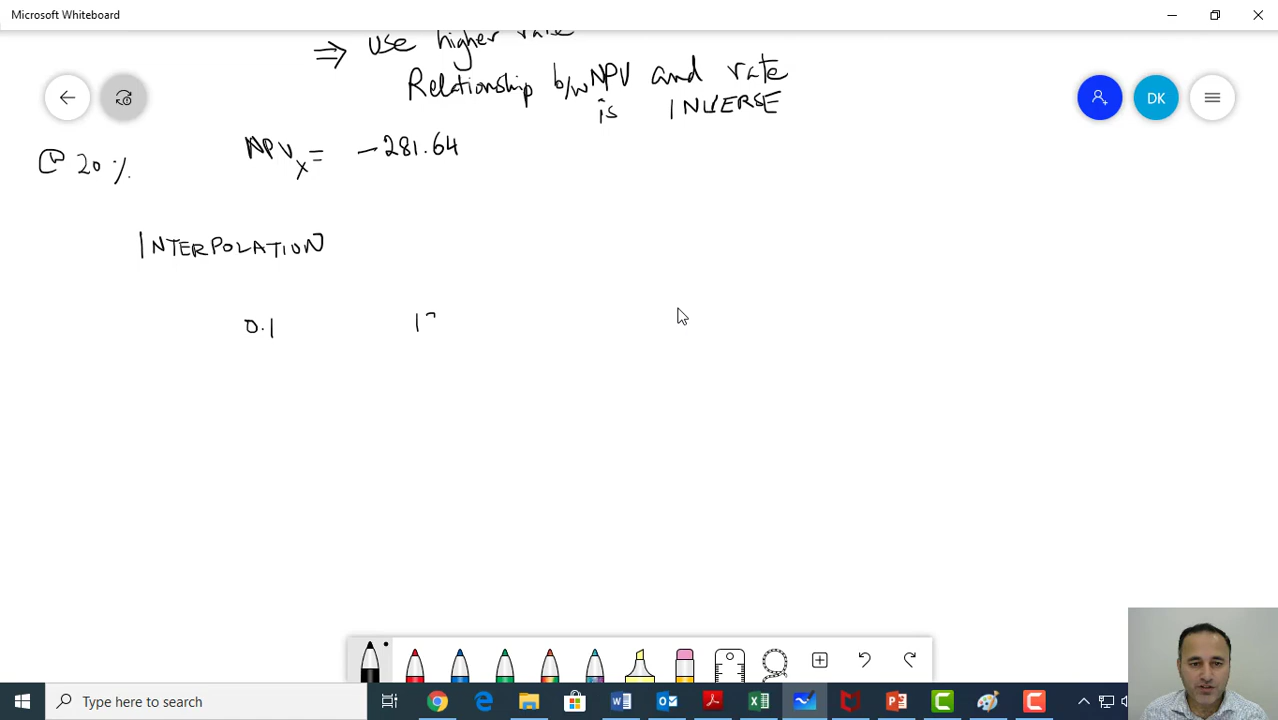 Microsoft Whiteboard
⇒ use higher rate
Relationship b/w NPV and rate
is INVERSE
@ 20 % NPVx = -281.64
INTERPOLATION
0.1
DK
Type here to search